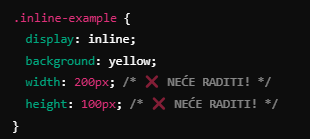 .inline-example {
  display: inline;
  background: yellow;
  width: 200px; /* ❌ NEĆE RADITI! */
  height: 100px; /* ❌ NEĆE RADITI! */
}